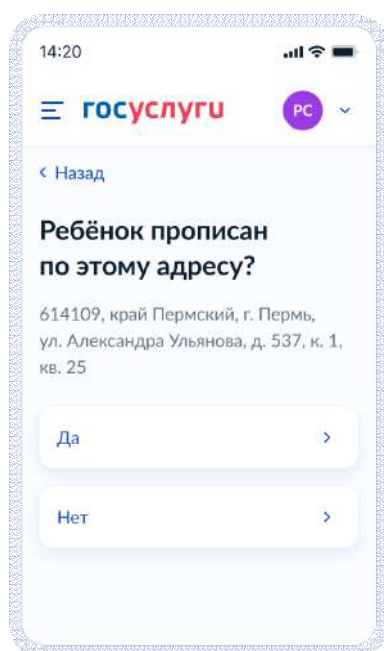 14:20
госуслуги
РС
Назад
Ребёнок прописан
по этому адресу?
614109, край Пермский, г. Пермь,
ул. Александра Ульянова, д. 537, к. 1,
кв. 25
Да
Нет